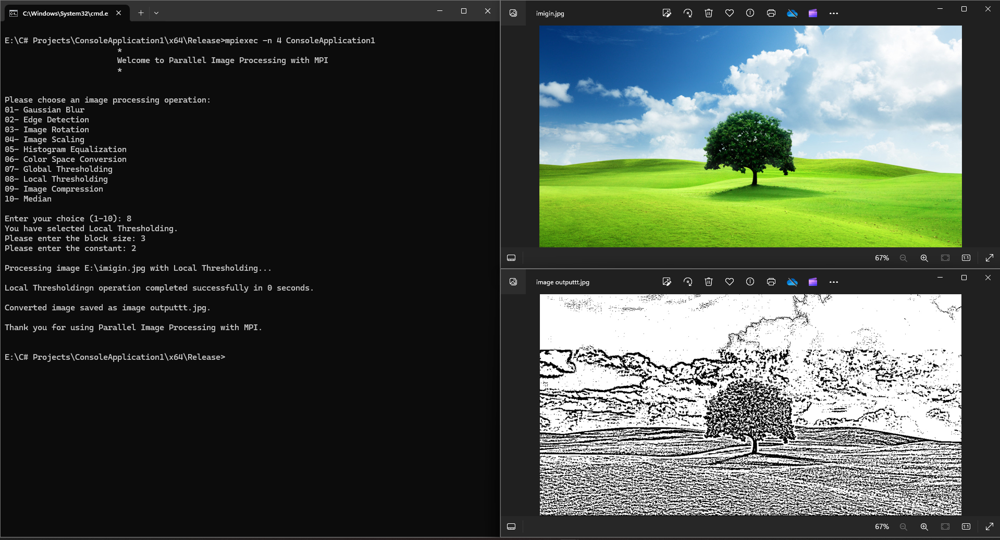 C:\Windows\System32\cmd.e
E:\C# Projects\ConsoleApplication1\x64\Release>mpiexec -n 4 ConsoleApplication1
*
Welcome to Parallel Image Processing with MPI
*
Please choose an image processing operation:
01- Gaussian Blur
02- Edge Detection
03- Image Rotation
04- Image Scaling
05- Histogram Equalization
06- Color Space Conversion
07- Global Thresholding
08- Local Thresholding
09- Image Compression
10- Median
Enter your choice (1-10): 8
You have selected Local Thresholding.
Please enter the block size: 3
Please enter the constant: 2
Processing image E:\imigin.jpg with Local Thresholding...
Local Thresholdingn operation completed successfully in 0 seconds.
Converted image saved as image outputtt.jpg.
Thank you for using Parallel Image Processing with MPI.
E:\C# Projects\ConsoleApplication1\x64\Release>
imigin.jpg
67%
1:1
image outputtt.jpg
67%
1:1